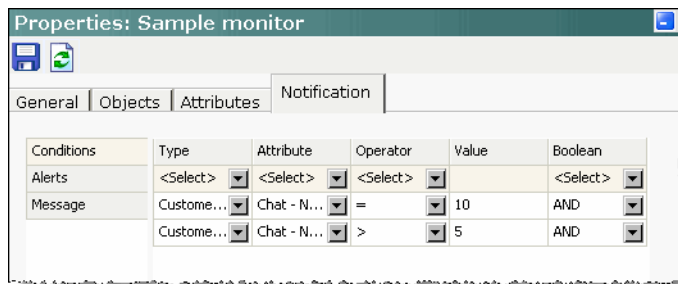 Properties: Sample monitor
General Objects Attributes Notification
Conditions Type Attribute Operator Value Boolean
Alerts <Select> <Select> <Select> <Select>
Message Custome... Chat - N... = 10 AND
Custome... Chat - N... > 5 AND